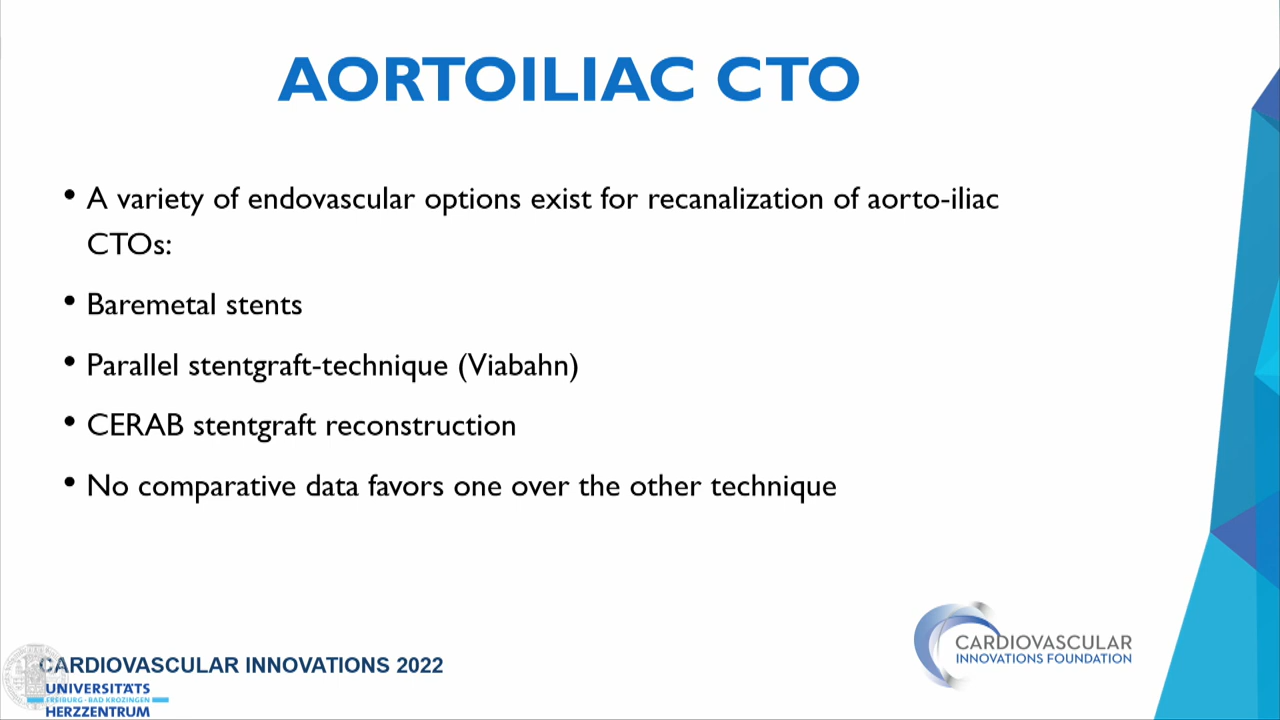 AORTOILIAC CTO
• A variety of endovascular options exist for recanalization of aorto-iliac
CTOs:
• Baremetal stents
• Parallel stentgraft-technique (Viabahn)
• CERAB stentgraft reconstruction
• No comparative data favors one over the other technique
CARDIOVASCULAR
INNOVATIONS FOUNDATION
CARDIOVASCULAR INNOVATIONS 2022
UNIVERSITÄTS
FREIBURG · BAD KROZINGEN
HERZZENTRUM